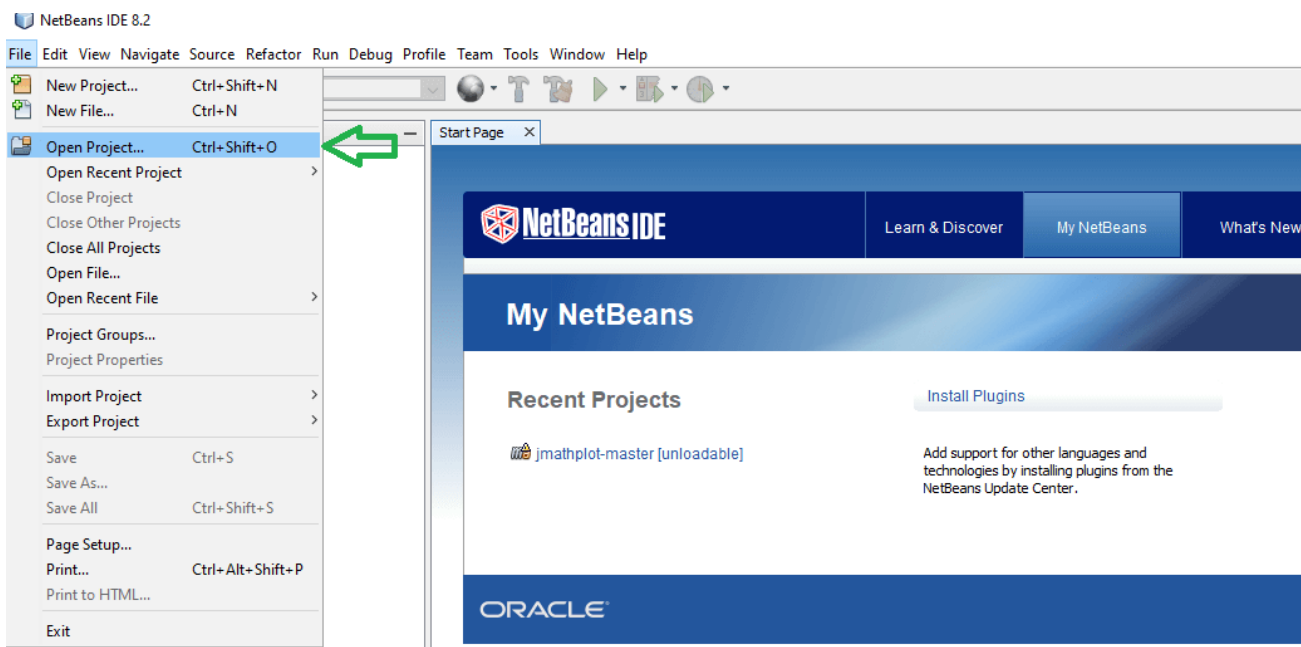 NetBeans IDE 8.2
File Edit View Navigate Source Refactor Run Debug Profile Team Tools Window Help
New Project... Ctrl+Shift+N
New File... Ctrl+N
Open Project... Ctrl+Shift+O
Open Recent Project
Close Project
Close Other Projects
Close All Projects
Open File...
Open Recent File
Project Groups...
Project Properties
Import Project
Export Project
Save Ctrl+S
Save As...
Save All Ctrl+Shift+S
Page Setup...
Print... Ctrl+Alt+Shift+P
Print to HTML...
Exit
Start Page
NetBeans IDE
Learn & Discover My NetBeans What's New
My NetBeans
Recent Projects
jmathplot-master [unloadable]
Install Plugins
Add support for other languages and
technologies by installing plugins from the
NetBeans Update Center.
ORACLE